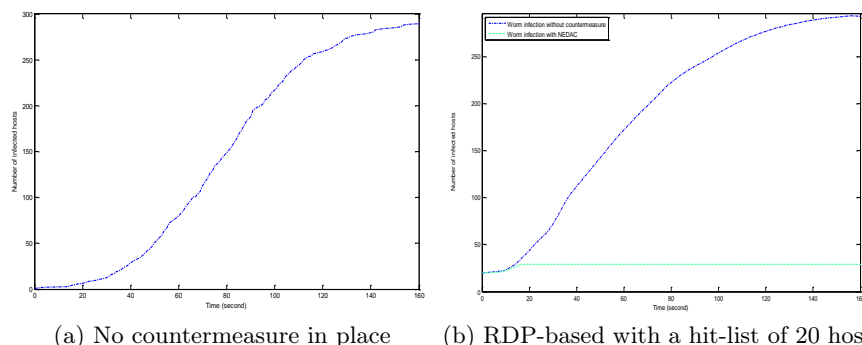 300
250
200
150
100
50
0
Number of infected hosts
0 20 40 60 80 100 120 140 160
Time (second)
(a) No countermeasure in place
300
250
200
150
100
50
0
Number of infected hosts
Worm infection without countermeasure
Worm infection with NEDAC
0 20 40 60 80 100 120 140 160
Time (second)
(b) RDP-based with a hit-list of 20 hos